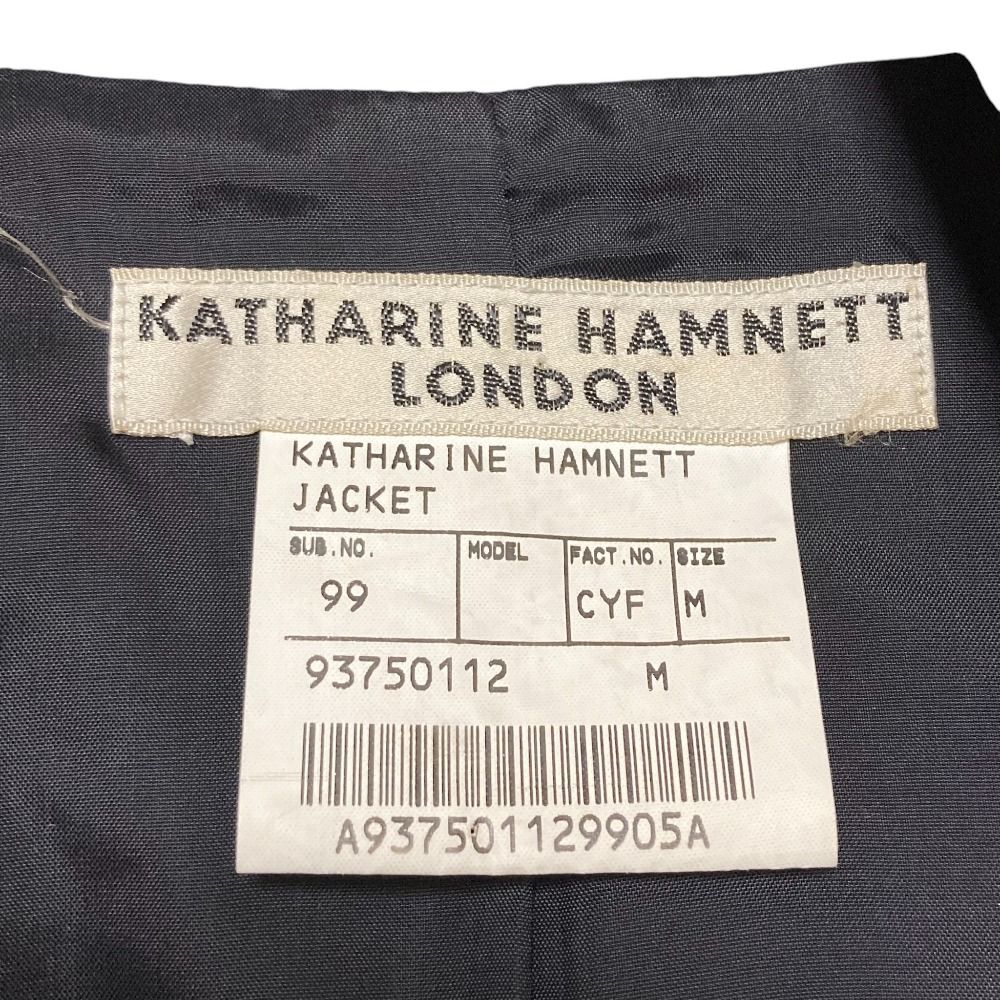 KATHARINE HAMNETT
LONDON
KATHARINE HAMNETT
JACKET
SUB.NO. MODEL FACT.NO. SIZE
99 CYF M
93750112 M
A937501129905A